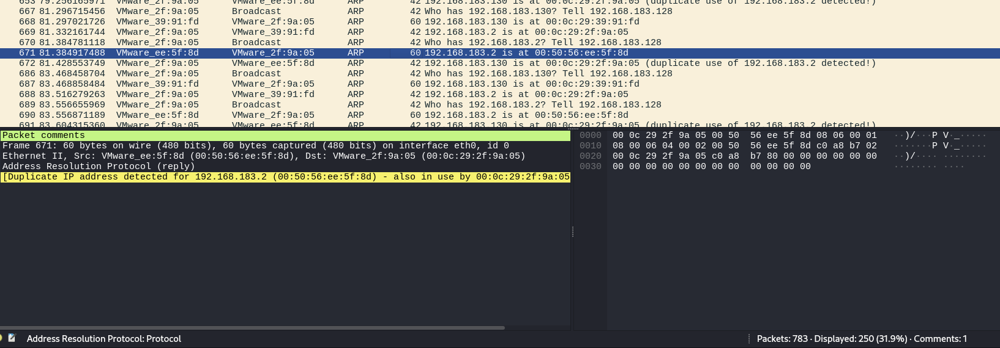 653 79.256165971 VMware_2f:9a:05 VMware_ee:5f:8d ARP 42 192.168.183.130 is at 00:0c:29:2f:9a:05 (duplicate use of 192.168.183.2 detected!)
667 81.296715456 VMware_2f:9a:05 Broadcast ARP 42 Who has 192.168.183.130? Tell 192.168.183.128
668 81.297021726 VMware_39:91:fd VMware_2f:9a:05 ARP 60 192.168.183.130 is at 00:0c:29:39:91:fd
669 81.332161744 VMware_2f:9a:05 VMware_39:91:fd ARP 42 192.168.183.2 is at 00:0c:29:2f:9a:05
670 81.384781118 VMware_2f:9a:05 Broadcast ARP 42 Who has 192.168.183.2? Tell 192.168.183.128
671 81.384917488 VMware_ee:5f:8d VMware_2f:9a:05 ARP 60 192.168.183.2 is at 00:50:56:ee:5f:8d
672 81.428553749 VMware_2f:9a:05 VMware_ee:5f:8d ARP 42 192.168.183.130 is at 00:0c:29:2f:9a:05 (duplicate use of 192.168.183.2 detected!)
686 83.468458704 VMware_2f:9a:05 Broadcast ARP 42 Who has 192.168.183.130? Tell 192.168.183.128
687 83.468858484 VMware_39:91:fd VMware_2f:9a:05 ARP 60 192.168.183.130 is at 00:0c:29:39:91:fd
688 83.516279263 VMware_2f:9a:05 VMware_39:91:fd ARP 42 192.168.183.2 is at 00:0c:29:2f:9a:05
689 83.556655969 VMware_2f:9a:05 Broadcast ARP 42 Who has 192.168.183.2? Tell 192.168.183.128
690 83.556871189 VMware_ee:5f:8d VMware_2f:9a:05 ARP 60 192.168.183.2 is at 00:50:56:ee:5f:8d
691 83.604315360 VMware_2f:9a:05 VMware_ee:5f:8d ARP 42 192.168.183.130 is at 00:0c:29:2f:9a:05 (duplicate use of 192.168.183.2 detected!)
Packet comments
Frame 671: 60 bytes on wire (480 bits), 60 bytes captured (480 bits) on interface eth0, id 0
Ethernet II, Src: VMware_ee:5f:8d (00:50:56:ee:5f:8d), Dst: VMware_2f:9a:05 (00:0c:29:2f:9a:05)
Address Resolution Protocol (reply)
[Duplicate IP address detected for 192.168.183.2 (00:50:56:ee:5f:8d) - also in use by 00:0c:29:2f:9a:05
0000 00 0c 29 2f 9a 05 00 50 56 ee 5f 8d 08 06 00 01 ··)/···P V·_·····
0010 08 00 06 04 00 02 00 50 56 ee 5f 8d c0 a8 b7 02 ·······P V·_·····
0020 00 0c 29 2f 9a 05 c0 a8 b7 80 00 00 00 00 00 00 ··)/···· ········
0030 00 00 00 00 00 00 00 00 00 00 00 00 ········ ····
Address Resolution Protocol: Protocol
Packets: 783 · Displayed: 250 (31.9%) · Comments: 1